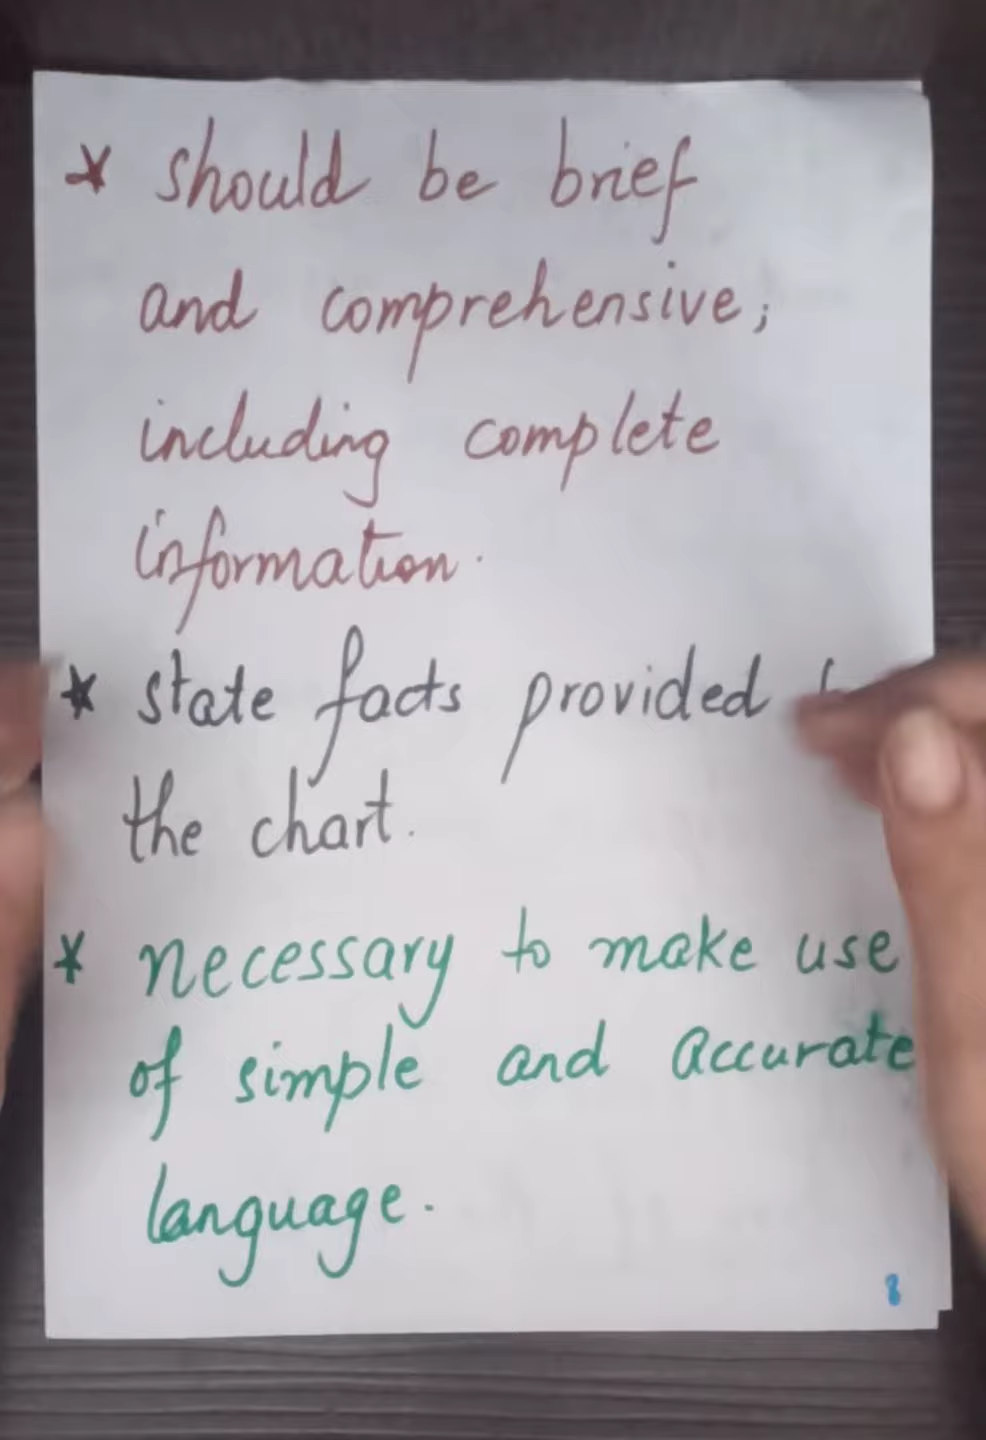 * should be brief
and comprehensive;
including complete
information.
* state facts provided
the chart.
* necessary to make use
of simple and accurate
language.
8